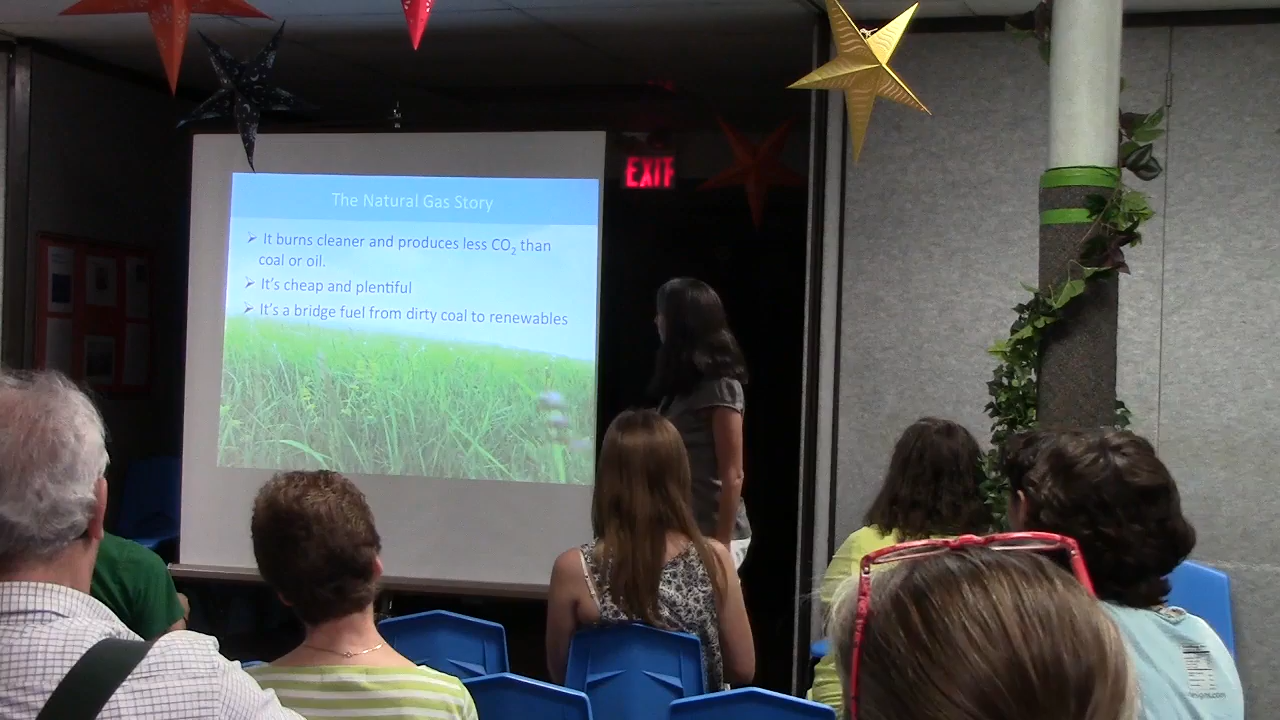 The Natural Gas Story
➢ It burns cleaner and produces less CO₂ than
coal or oil.
➢ It's cheap and plentiful
➢ It's a bridge fuel from dirty coal to renewables
EXIT